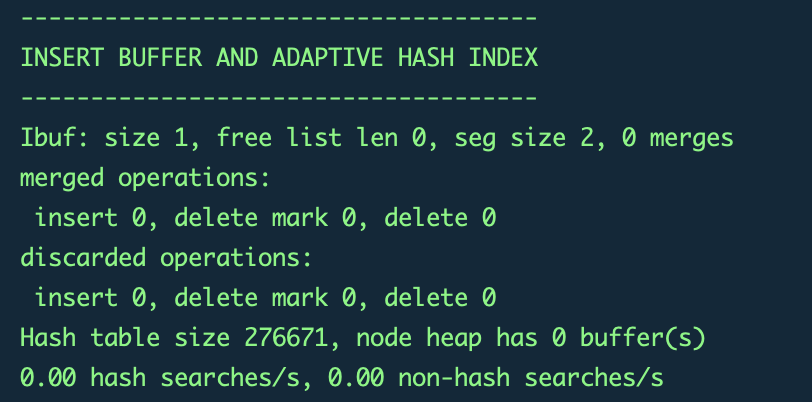 -------------------------------------
INSERT BUFFER AND ADAPTIVE HASH INDEX
-------------------------------------
Ibuf: size 1, free list len 0, seg size 2, 0 merges
merged operations:
 insert 0, delete mark 0, delete 0
discarded operations:
 insert 0, delete mark 0, delete 0
Hash table size 276671, node heap has 0 buffer(s)
0.00 hash searches/s, 0.00 non-hash searches/s